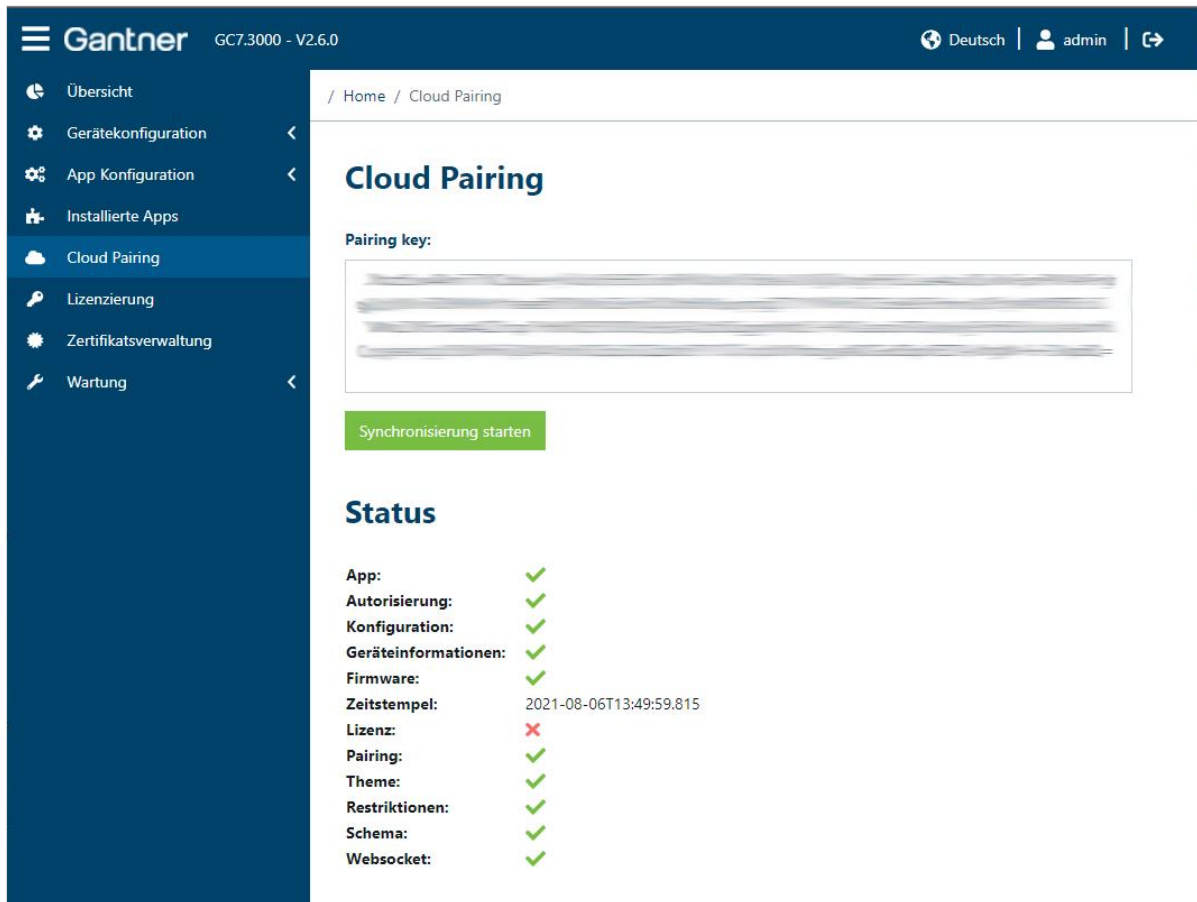 Gantner GC7.3000 - V2.6.0 Deutsch | admin |
Übersicht
Gerätekonfiguration
App Konfiguration
Installierte Apps
Cloud Pairing
Lizenzierung
Zertifikatsverwaltung
Wartung
/ Home / Cloud Pairing
Cloud Pairing
Pairing key:
Synchronisierung starten
Status
App:
Autorisierung:
Konfiguration:
Geräteinformationen:
Firmware:
Zeitstempel: 2021-08-06T13:49:59.815
Lizenz:
Pairing:
Theme:
Restriktionen:
Schema:
Websocket: